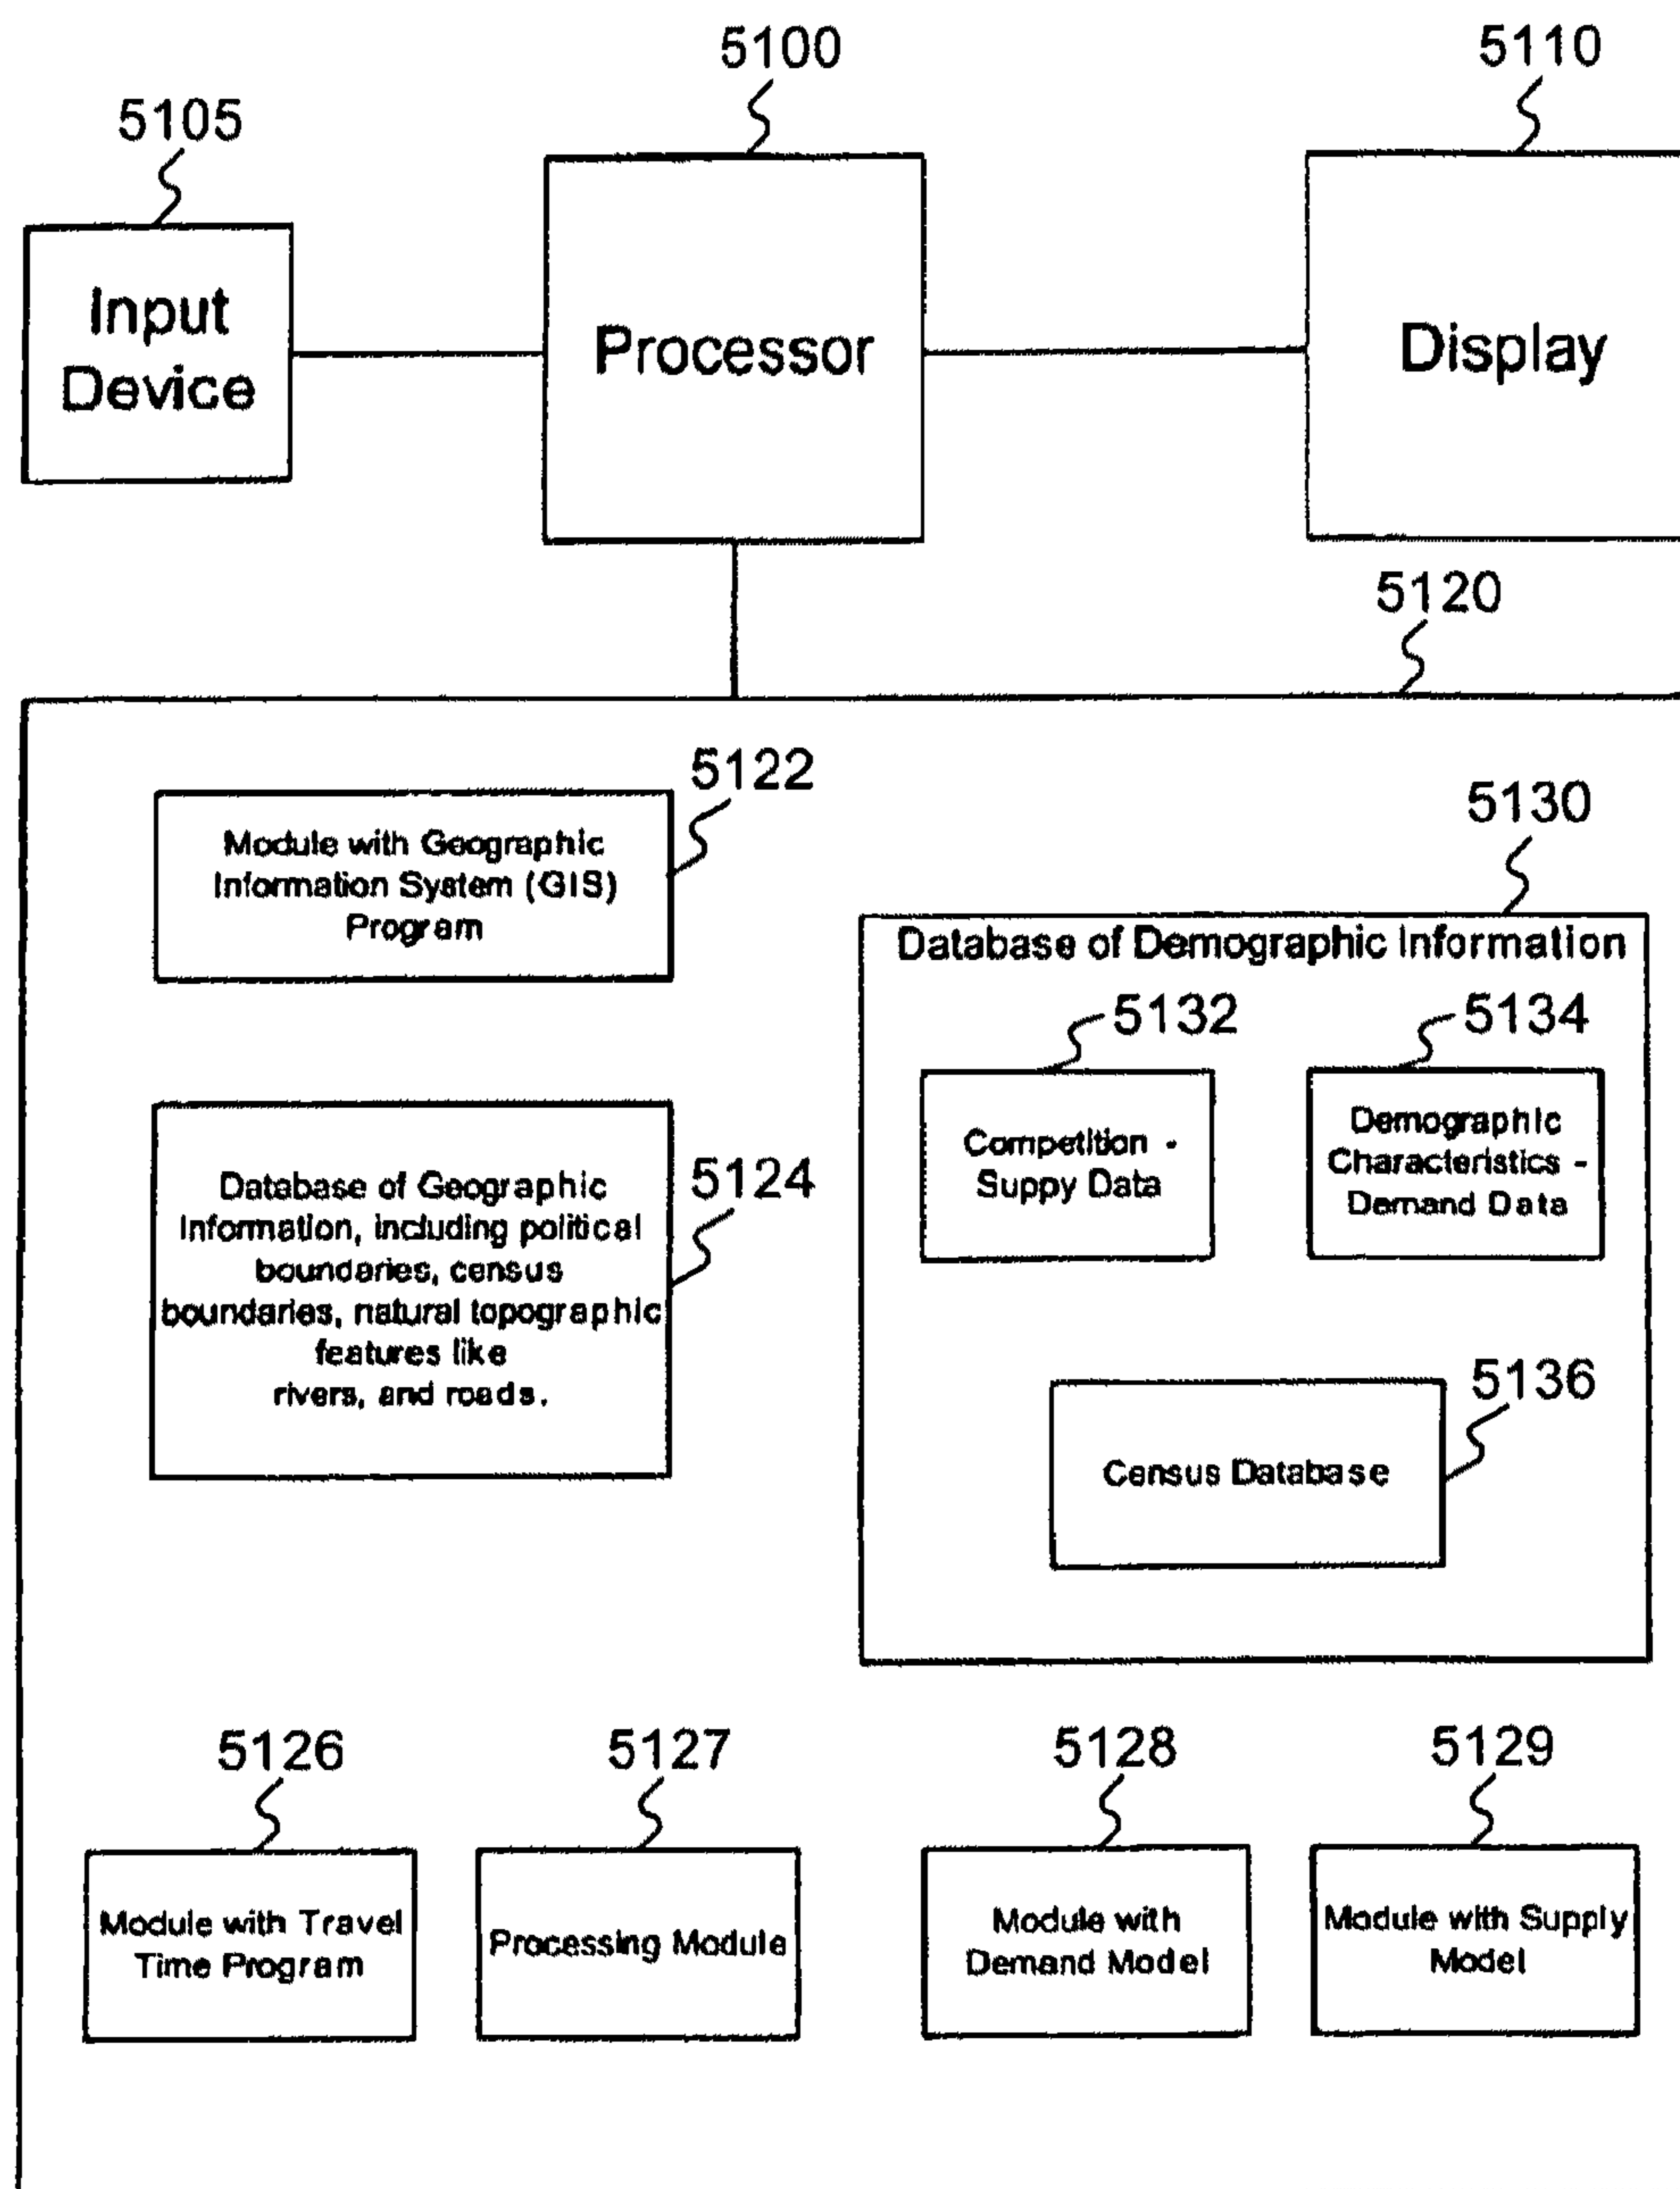 5100
5110
5105
Input
Device
Processor
Display
5120
5122
Module with Geographic
Information System (GIS)
Program
5130
Database of Demographic Information
5132
5134
Competition -
Suppy Data
Demographic
Characteristics -
Demand Data
5124
Database of Geographic
Information, including political
boundaries, census
boundaries, natural topographic
features like
rivers, and roads.
5136
Census Database
5126
5127
5128
5129
Module with Travel
Time Program
Processing Module
Module with
Demand Model
Module with Supply
Model